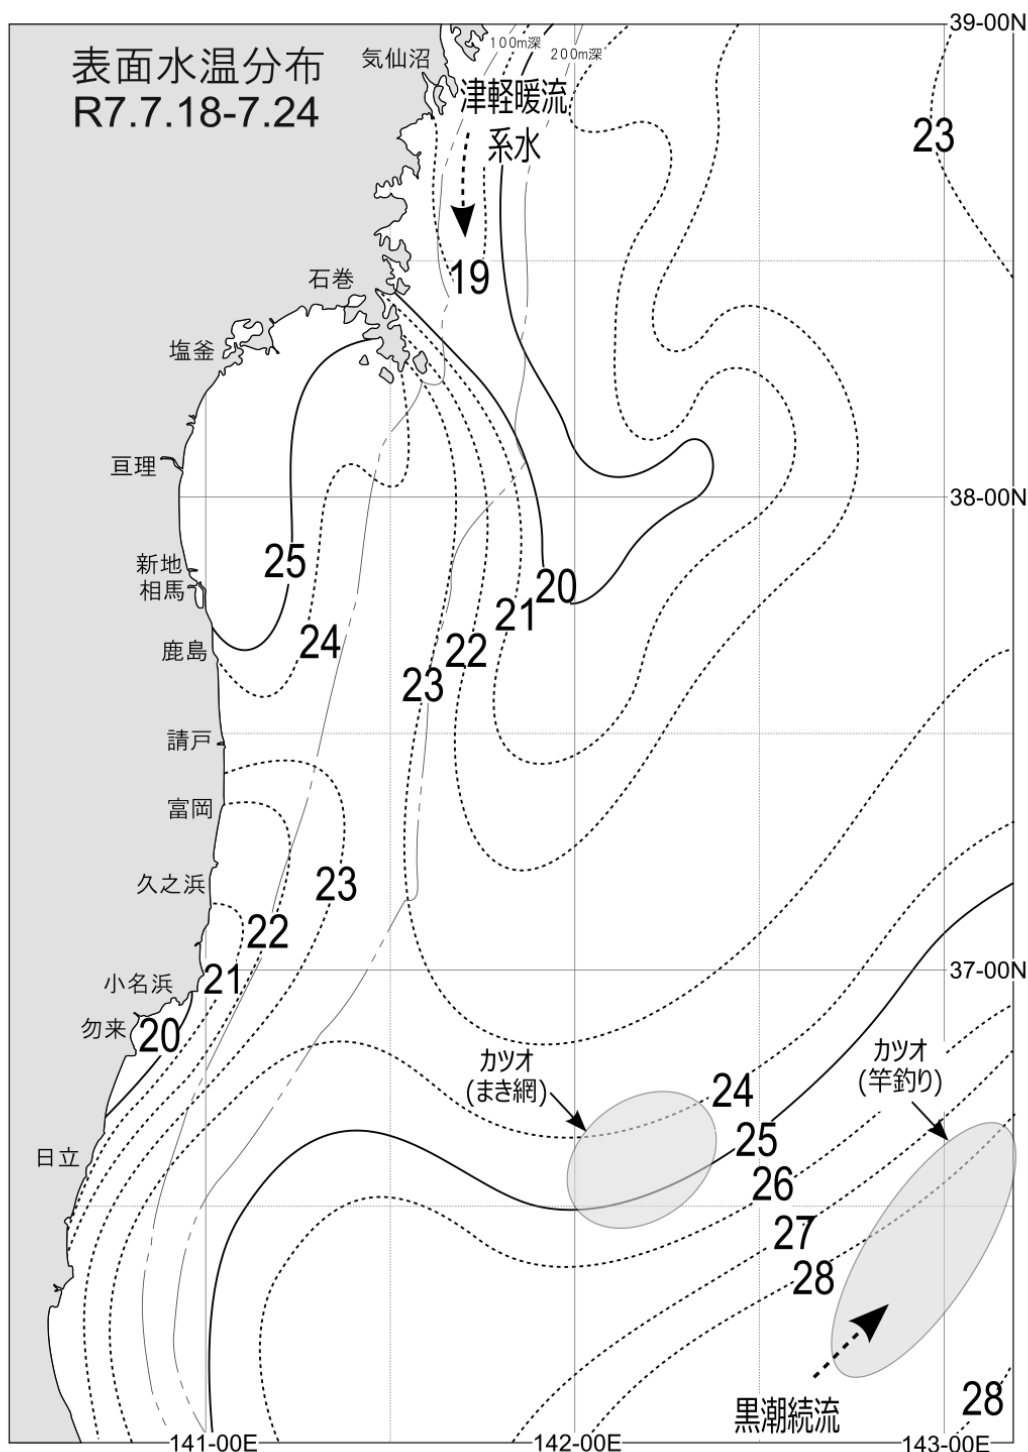 39-00N
表面水温分布
R7.7.18-7.24
気仙沼
100m深
200m深
津軽暖流
系水
23
19
石巻
塩釜
亘理
38-00N
25
新地
相馬
20
21
24
22
鹿島
23
請戸
富岡
久之浜
23
22
小名浜
21
37-00N
勿来
20
カツオ
(まき網)
カツオ
(竿釣り)
24
25
日立
26
27
28
黒潮続流
28
141-00E
142-00E
143-00E